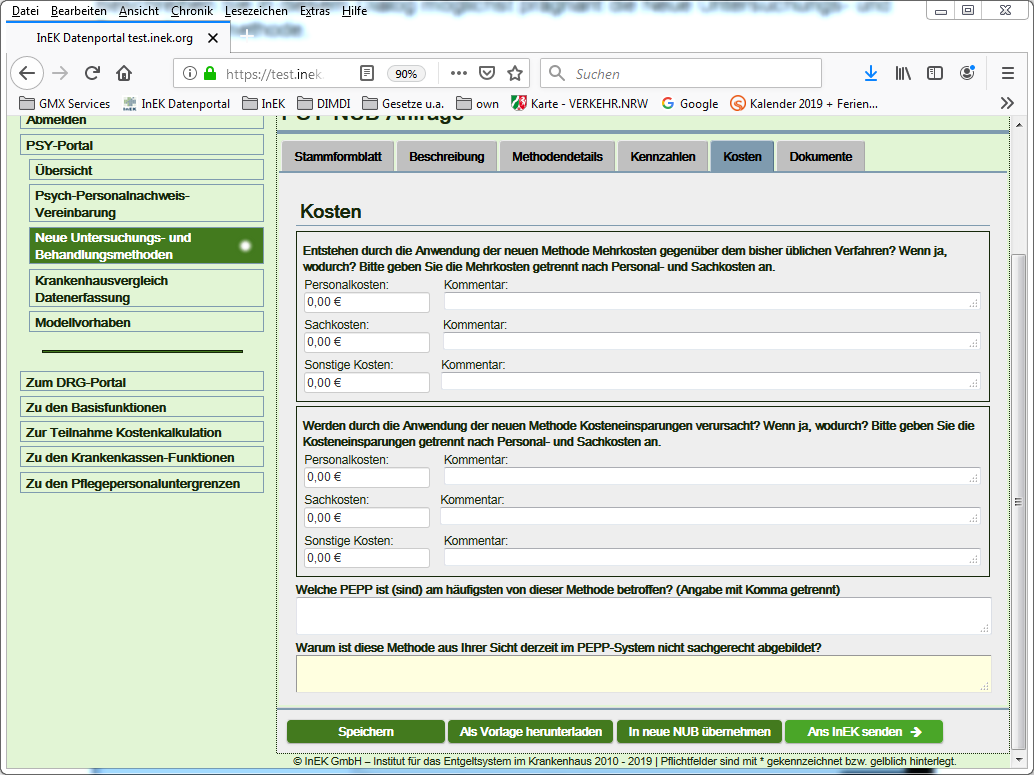 alog möglichst prägnant die Neue Untersuchungs- und
Datei Bearbeiten Ansicht Chronik Lesezeichen Extras Hilfe
InEK Datenportal test.inek.org
https://test.inek
90%
Suchen
GMX Services InEK Datenportal InEK DIMDI Gesetze u.a. own Karte - VERKEHR.NRW Google Kalender 2019 + Ferien...
Abmelden
PSY-Portal
Übersicht
Psych-Personalnachweis-
Vereinbarung
Neue Untersuchungs- und
Behandlungsmethoden
Krankenhausvergleich
Datenerfassung
Modellvorhaben
Zum DRG-Portal
Zu den Basisfunktionen
Zur Teilnahme Kostenkalkulation
Zu den Krankenkassen-Funktionen
Zu den Pflegepersonaluntergrenzen
PSY-NUB Anfrage
Stammformblatt Beschreibung Methodendetails Kennzahlen Kosten Dokumente
Kosten
Entstehen durch die Anwendung der neuen Methode Mehrkosten gegenüber dem bisher üblichen Verfahren? Wenn ja,
wodurch? Bitte geben Sie die Mehrkosten getrennt nach Personal- und Sachkosten an.
Personalkosten: Kommentar:
0,00 €
Sachkosten: Kommentar:
0,00 €
Sonstige Kosten: Kommentar:
0,00 €
Werden durch die Anwendung der neuen Methode Kosteneinsparungen verursacht? Wenn ja, wodurch? Bitte geben Sie die
Kosteneinsparungen getrennt nach Personal- und Sachkosten an.
Personalkosten: Kommentar:
0,00 €
Sachkosten: Kommentar:
0,00 €
Sonstige Kosten: Kommentar:
0,00 €
Welche PEPP ist (sind) am häufigsten von dieser Methode betroffen? (Angabe mit Komma getrennt)
Warum ist diese Methode aus Ihrer Sicht derzeit im PEPP-System nicht sachgerecht abgebildet?
Speichern Als Vorlage herunterladen In neue NUB übernehmen Ans InEK senden →
© InEK GmbH – Institut für das Entgeltsystem im Krankenhaus 2010 - 2019 | Pflichtfelder sind mit * gekennzeichnet bzw. gelblich hinterlegt.